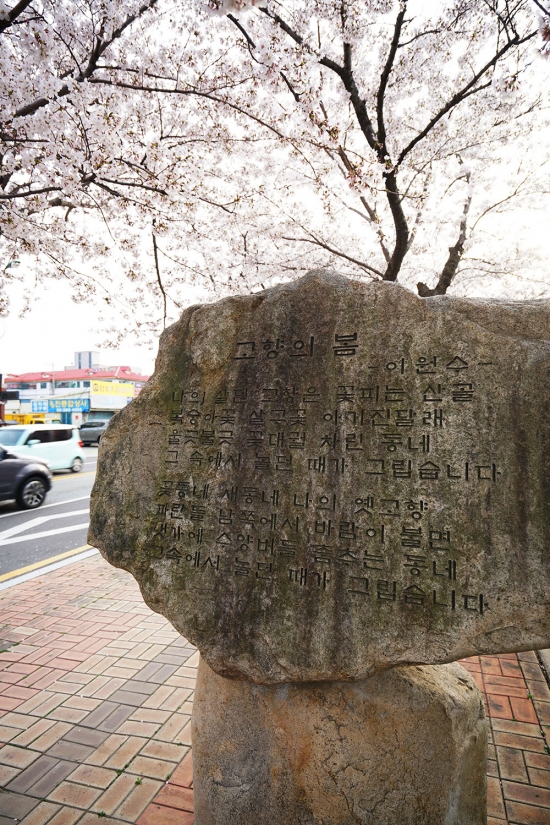 고향의 봄
-이원수-
나의 살던 고향은 꽃피는 산골
복숭아꽃 살구꽃 아기진달래
울긋불긋 꽃대궐 차린 동네
그 속에서 놀던 때가 그립습니다
꽃동네 새동네 나의 옛고향
파란들 남쪽에서 바람이 불면
냇가에 수양버들 춤추는 동네
그속에서 놀던 때가 그립습니다